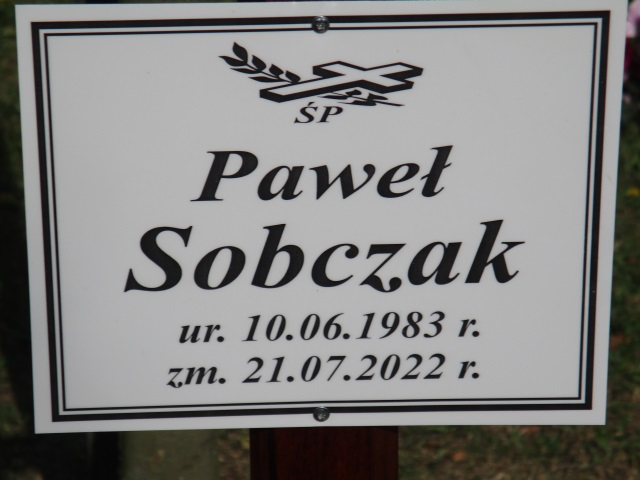 ŚP
Paweł
Sobczak
ur. 10.06.1983 r.
zm. 21.07.2022 r.